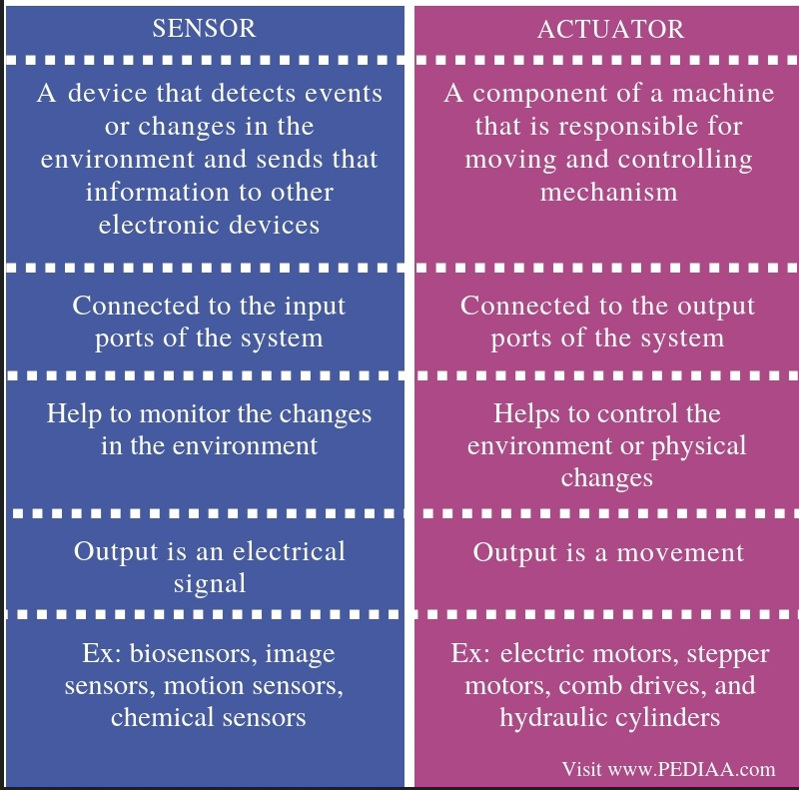 SENSOR
A device that detects events
or changes in the
environment and sends that
information to other
electronic devices
Connected to the input
ports of the system
Help to monitor the changes
in the environment
Output is an electrical
signal
Ex: biosensors, image
sensors, motion sensors,
chemical sensors
ACTUATOR
A component of a machine
that is responsible for
moving and controlling
mechanism
Connected to the output
ports of the system
Helps to control the
environment or physical
changes
Output is a movement
Ex: electric motors, stepper
motors, comb drives, and
hydraulic cylinders
Visit www.PEDIAA.com